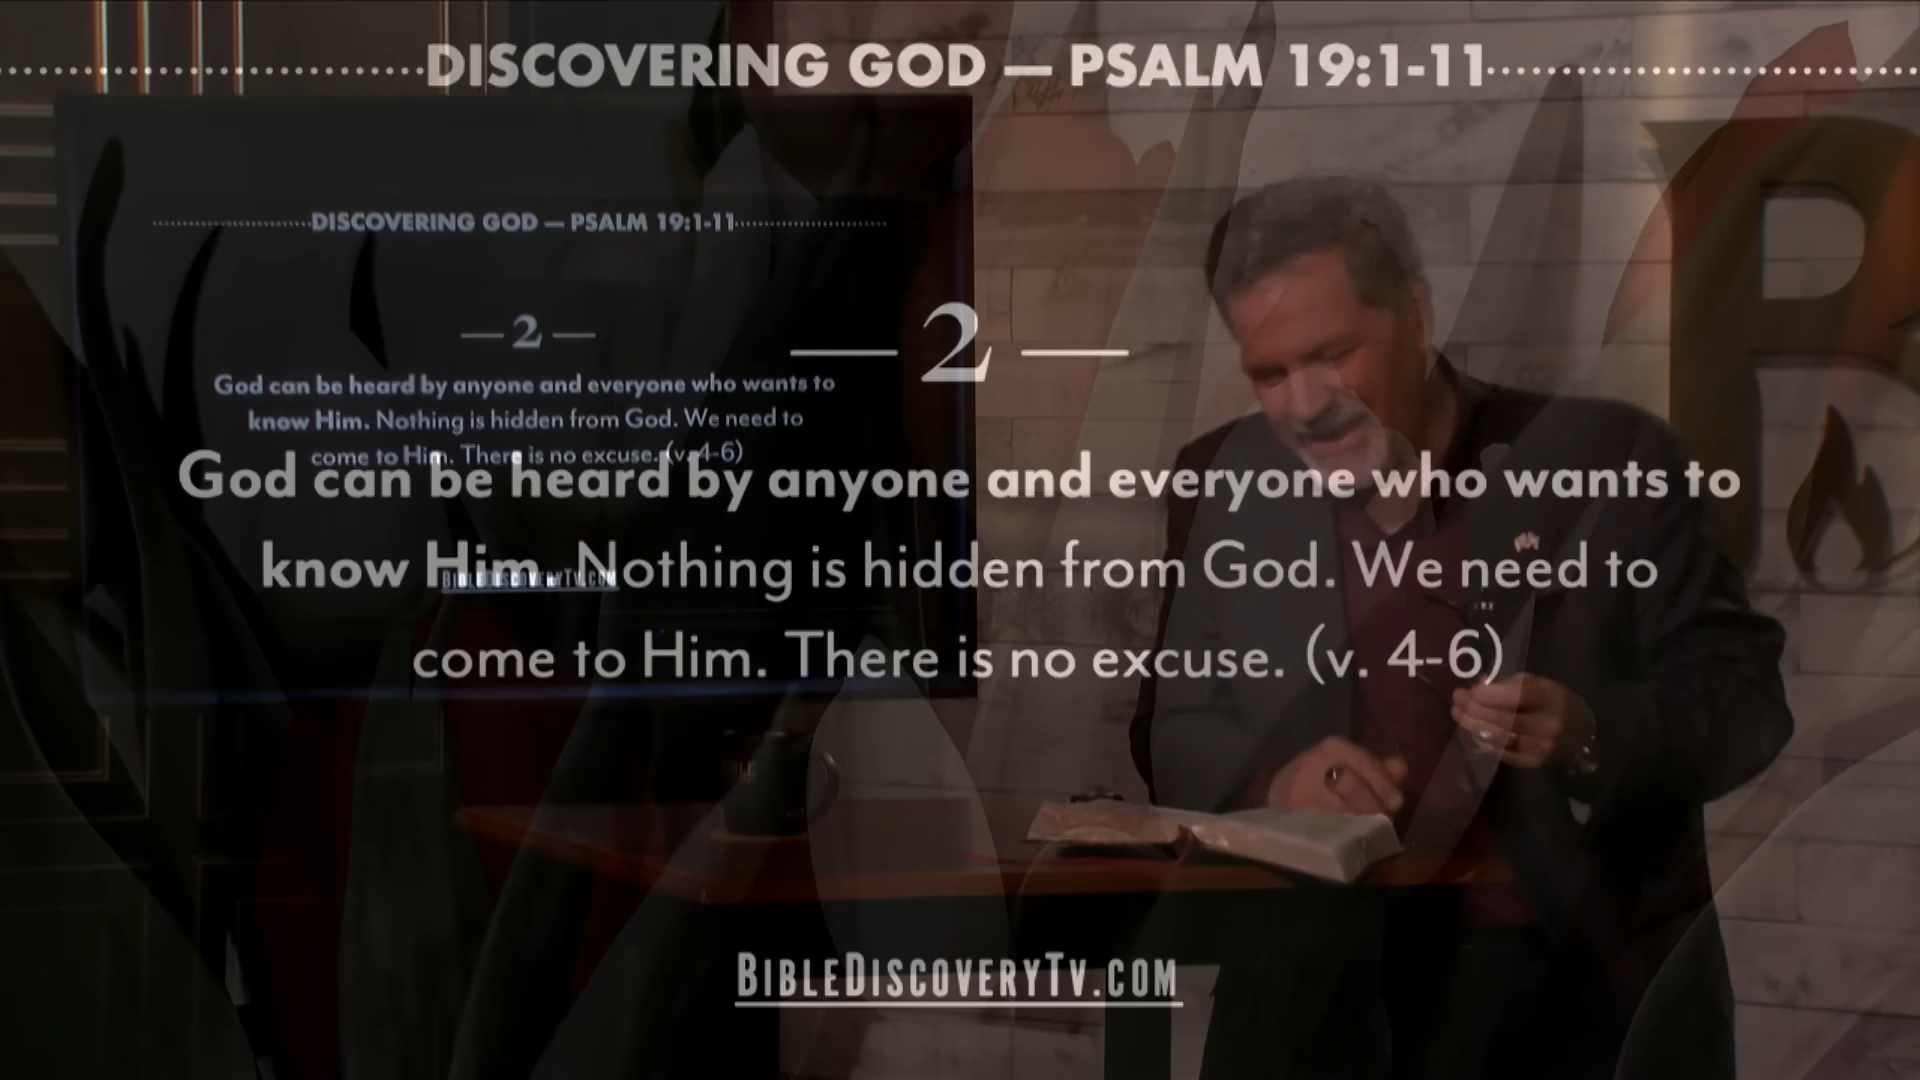 DISCOVERING GOD — PSALM 19:1-11
DISCOVERING GOD — PSALM 19:1-11
— 2 —
God can be heard by anyone and everyone who wants to
know Him. Nothing is hidden from God. We need to
come to Him. There is no excuse. (v. 4-6)
BIBLEDISCOVERYTV.COM
— 2 —
God can be heard by anyone and everyone who wants to
know Him. Nothing is hidden from God. We need to
come to Him. There is no excuse. (v. 4-6)
BIBLEDISCOVERYTV.COM
B